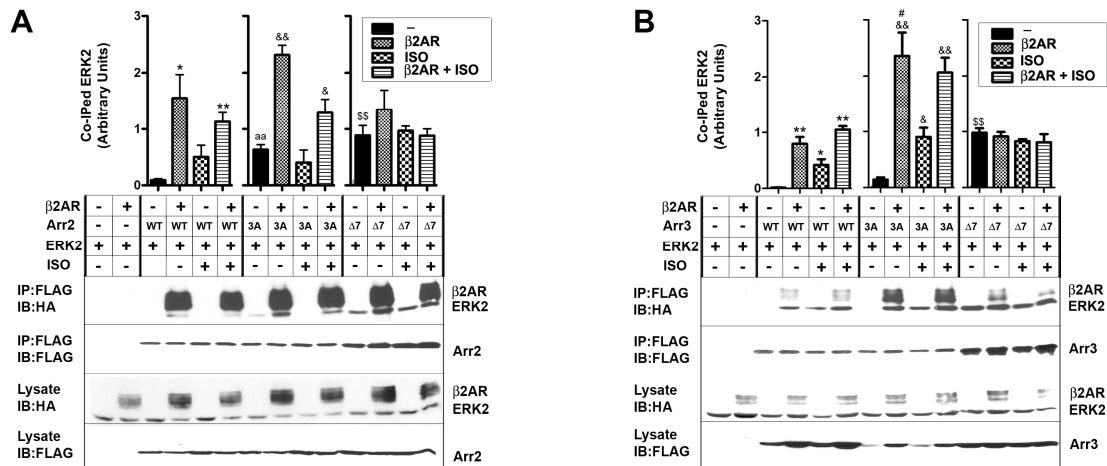 A
Co-IPed ERK2
(Arbitrary Units)
3
2
1
0
* ** aa && & $$
–
β2AR
ISO
β2AR + ISO
β2AR - + - + - + - + - + - + - +
Arr2 - - WT WT WT WT 3A 3A 3A 3A Δ7 Δ7 Δ7 Δ7
ERK2 + + + + + + + + + + + + + +
ISO - - - - + + - - + + - - + +
IP:FLAG
IB:HA
β2AR
ERK2
IP:FLAG
IB:FLAG
Arr2
Lysate
IB:HA
β2AR
ERK2
Lysate
IB:FLAG
Arr2
B
Co-IPed ERK2
(Arbitrary Units)
3
2
1
0
** * ** # && & && $$
–
β2AR
ISO
β2AR + ISO
β2AR - + - + - + - + - + - + - +
Arr3 - - WT WT WT WT 3A 3A 3A 3A Δ7 Δ7 Δ7 Δ7
ERK2 + + + + + + + + + + + + + +
ISO - - - - + + - - + + - - + +
IP:FLAG
IB:HA
β2AR
ERK2
IP:FLAG
IB:FLAG
Arr3
Lysate
IB:HA
β2AR
ERK2
Lysate
IB:FLAG
Arr3